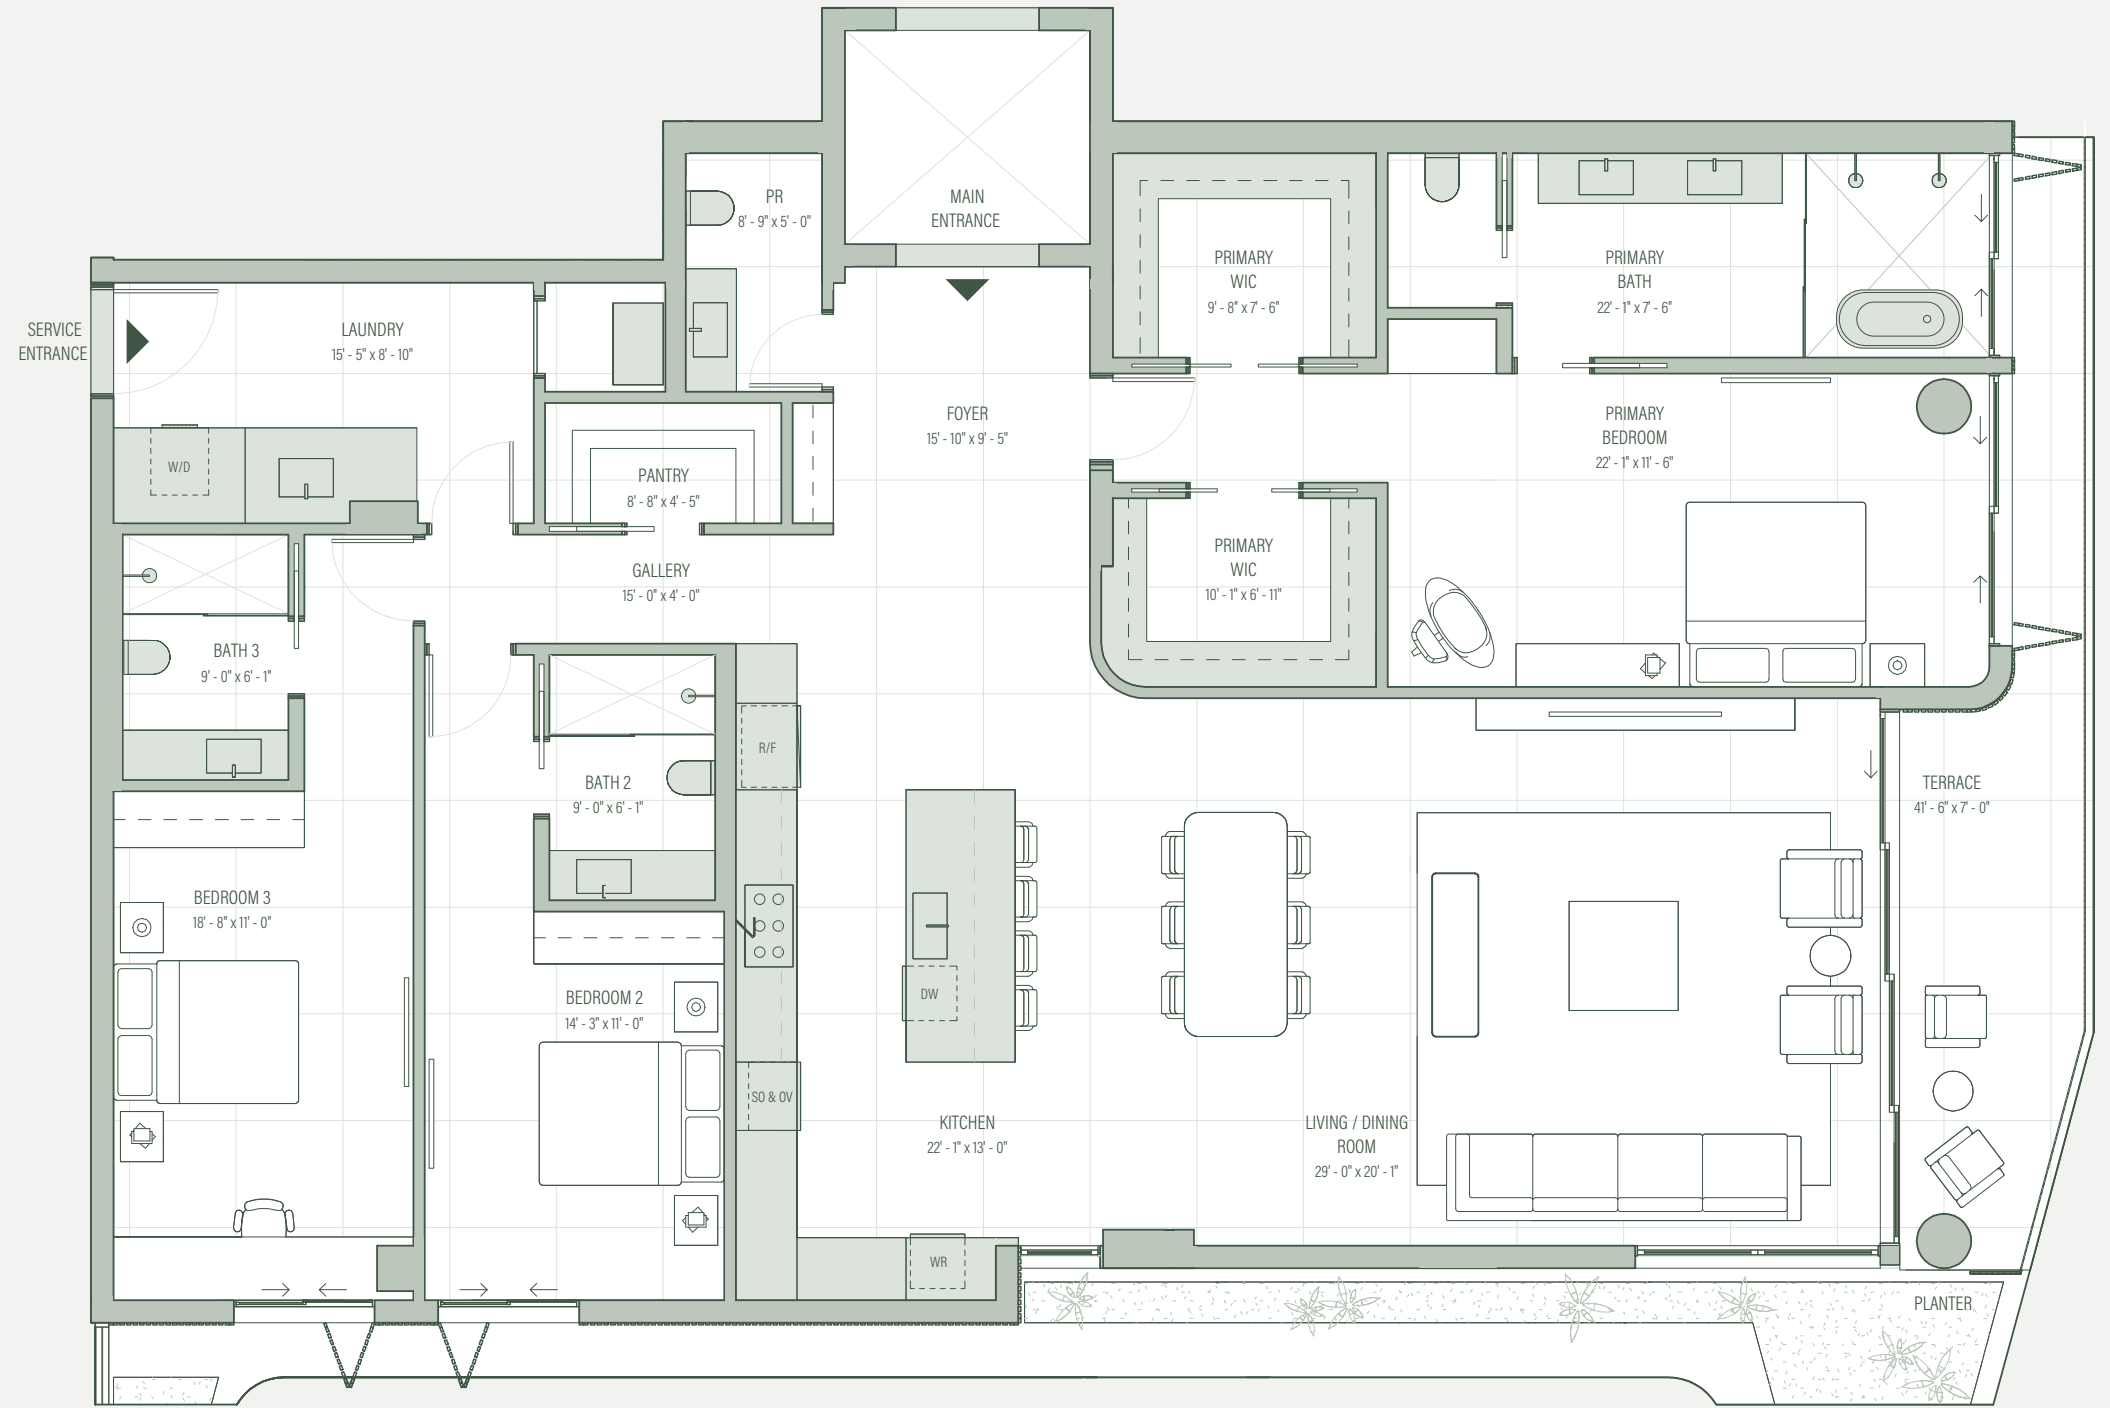 PR
8' - 9" x 5' - 0"
MAIN
ENTRANCE
PRIMARY
WIC
9' - 8" x 7' - 6"
PRIMARY
BATH
22' - 1" x 7' - 6"
SERVICE
ENTRANCE
LAUNDRY
15' - 5" x 8' - 10"
W/D
PANTRY
8' - 8" x 4' - 5"
FOYER
15' - 10" x 9' - 5"
PRIMARY
BEDROOM
22' - 1" x 11' - 6"
GALLERY
15' - 0" x 4' - 0"
PRIMARY
WIC
10' - 1" x 6' - 11"
BATH 3
9' - 0" x 6' - 1"
BATH 2
9' - 0" x 6' - 1"
R/F
TERRACE
41' - 6" x 7' - 0"
BEDROOM 3
18' - 8" x 11' - 0"
BEDROOM 2
14' - 3" x 11' - 0"
DW
SO & OV
KITCHEN
22' - 1" x 13' - 0"
LIVING / DINING
ROOM
29' - 0" x 20' - 1"
WR
PLANTER